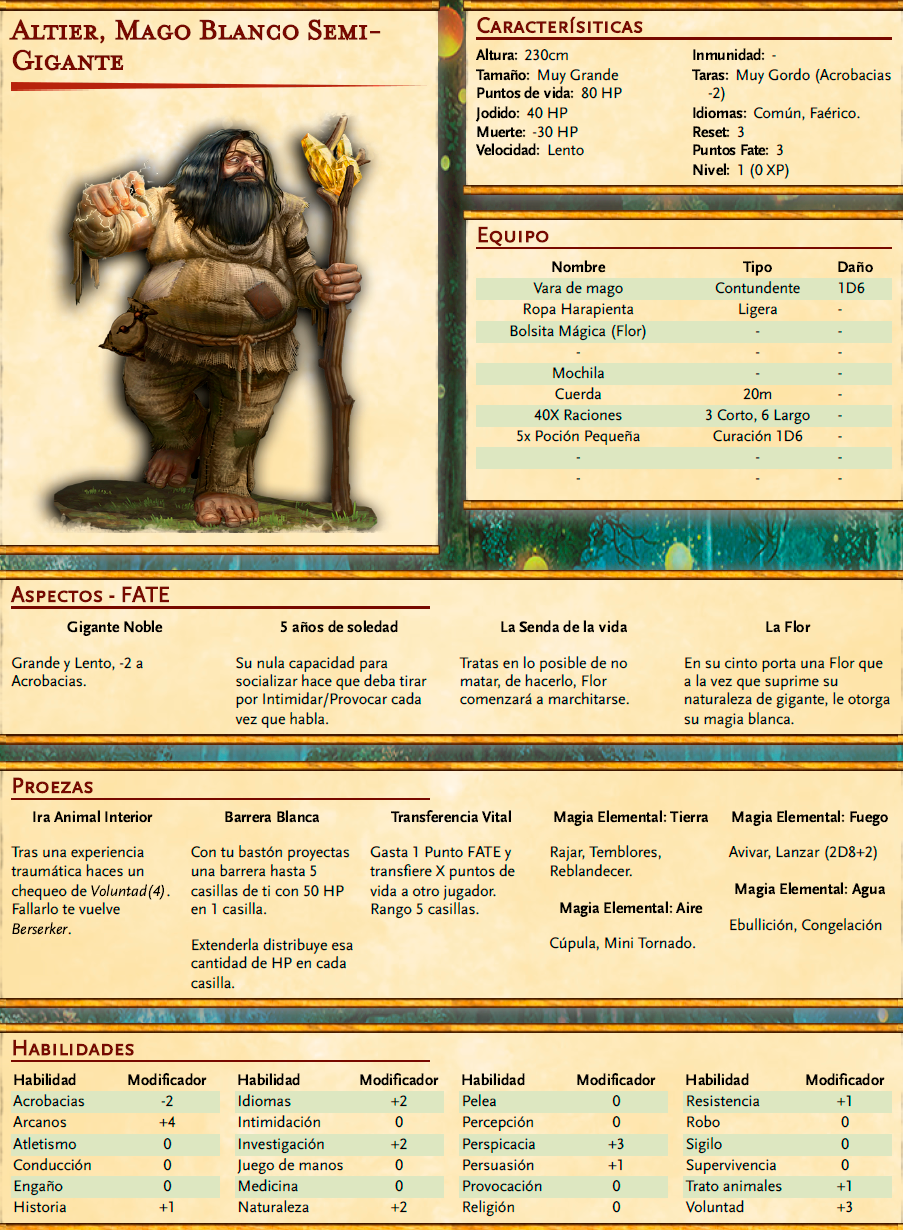 Altier, Mago Blanco Semi-
Gigante
Caracterísiticas
Altura: 230cm
Tamaño: Muy Grande
Puntos de vida: 80 HP
Jodido: 40 HP
Muerte: -30 HP
Velocidad: Lento
Inmunidad: -
Taras: Muy Gordo (Acrobacias
-2)
Idiomas: Común, Faérico.
Reset: 3
Puntos Fate: 3
Nivel: 1 (0 XP)
Equipo
Nombre Tipo Daño
Vara de mago Contundente 1D6
Ropa Harapienta Ligera -
Bolsita Mágica (Flor) - -
- - -
Mochila - -
Cuerda 20m -
40X Raciones 3 Corto, 6 Largo -
5x Poción Pequeña Curación 1D6 -
- - -
- - -
Aspectos - FATE
Gigante Noble
Grande y Lento, -2 a
Acrobacias.
5 años de soledad
Su nula capacidad para
socializar hace que deba tirar
por Intimidar/Provocar cada
vez que habla.
La Senda de la vida
Tratas en lo posible de no
matar, de hacerlo, Flor
comenzará a marchitarse.
La Flor
En su cinto porta una Flor que
a la vez que suprime su
naturaleza de gigante, le otorga
su magia blanca.
Proezas
Ira Animal Interior
Tras una experiencia
traumática haces un
chequeo de Voluntad(4).
Fallarlo te vuelve
Berserker.
Barrera Blanca
Con tu bastón proyectas
una barrera hasta 5
casillas de ti con 50 HP
en 1 casilla.
Extenderla distribuye esa
cantidad de HP en cada
casilla.
Transferencia Vital
Gasta 1 Punto FATE y
transfiere X puntos de
vida a otro jugador.
Rango 5 casillas.
Magia Elemental: Tierra
Rajar, Temblores,
Reblandecer.
Magia Elemental: Aire
Cúpula, Mini Tornado.
Magia Elemental: Fuego
Avivar, Lanzar (2D8+2)
Magia Elemental: Agua
Ebullición, Congelación
Habilidades
Habilidad Modificador Habilidad Modificador Habilidad Modificador Habilidad Modificador
Acrobacias -2 Idiomas +2 Pelea 0 Resistencia +1
Arcanos +4 Intimidación 0 Percepción 0 Robo 0
Atletismo 0 Investigación +2 Perspicacia +3 Sigilo 0
Conducción 0 Juego de manos 0 Persuasión +1 Supervivencia 0
Engaño 0 Medicina 0 Provocación 0 Trato animales +1
Historia +1 Naturaleza +2 Religión 0 Voluntad +3